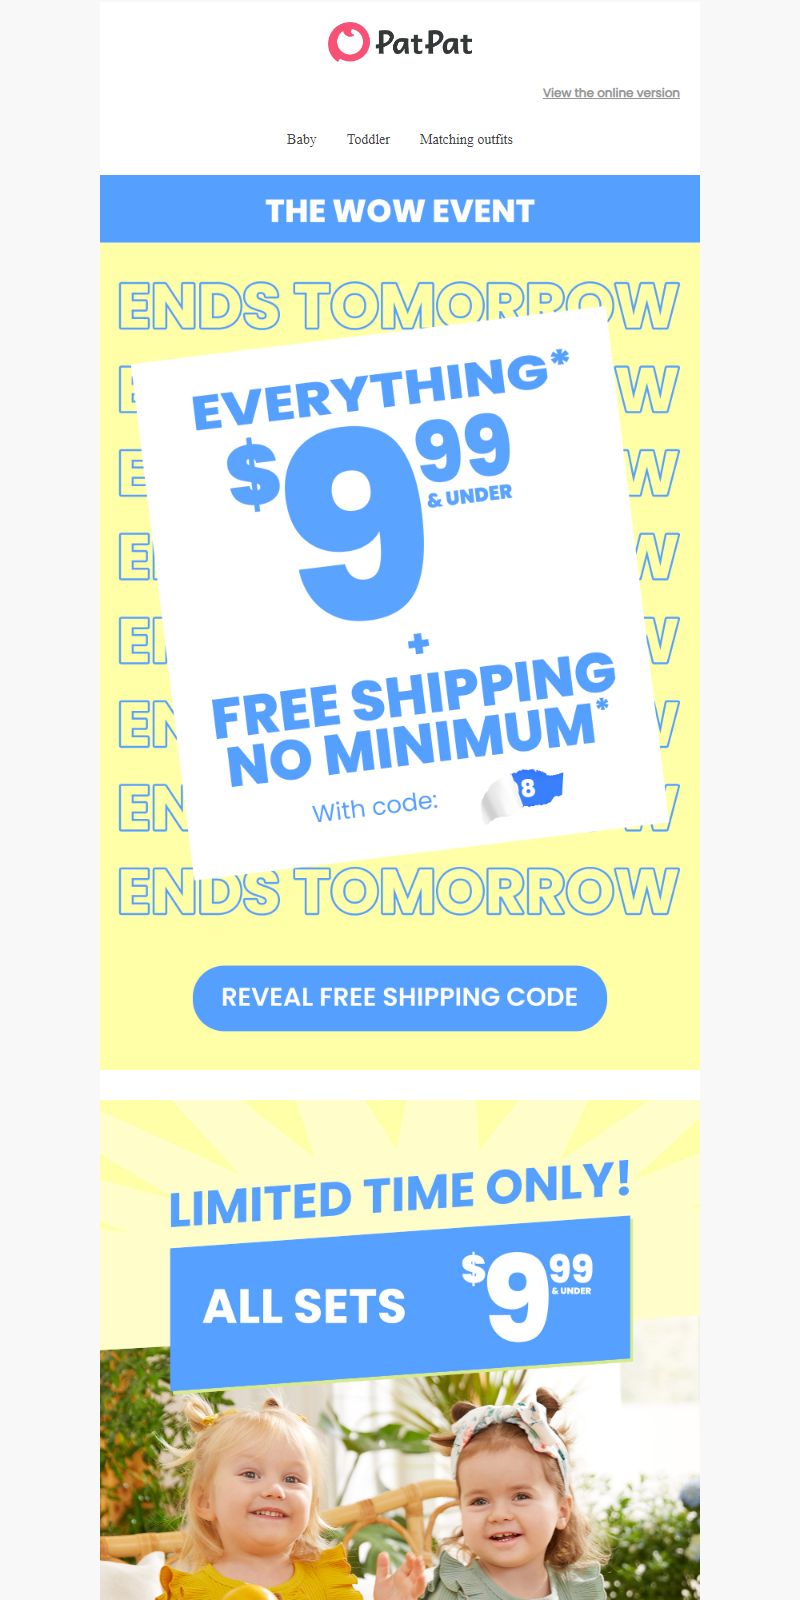 PatPat
View the online version
Baby Toddler Matching outfits
THE WOW EVENT
ENDS TOMORROW
EVERYTHING*
$9.99
& UNDER
+
FREE SHIPPING
NO MINIMUM*
With code: 8
ENDS TOMORROW
REVEAL FREE SHIPPING CODE
LIMITED TIME ONLY!
ALL SETS $9.99
& UNDER